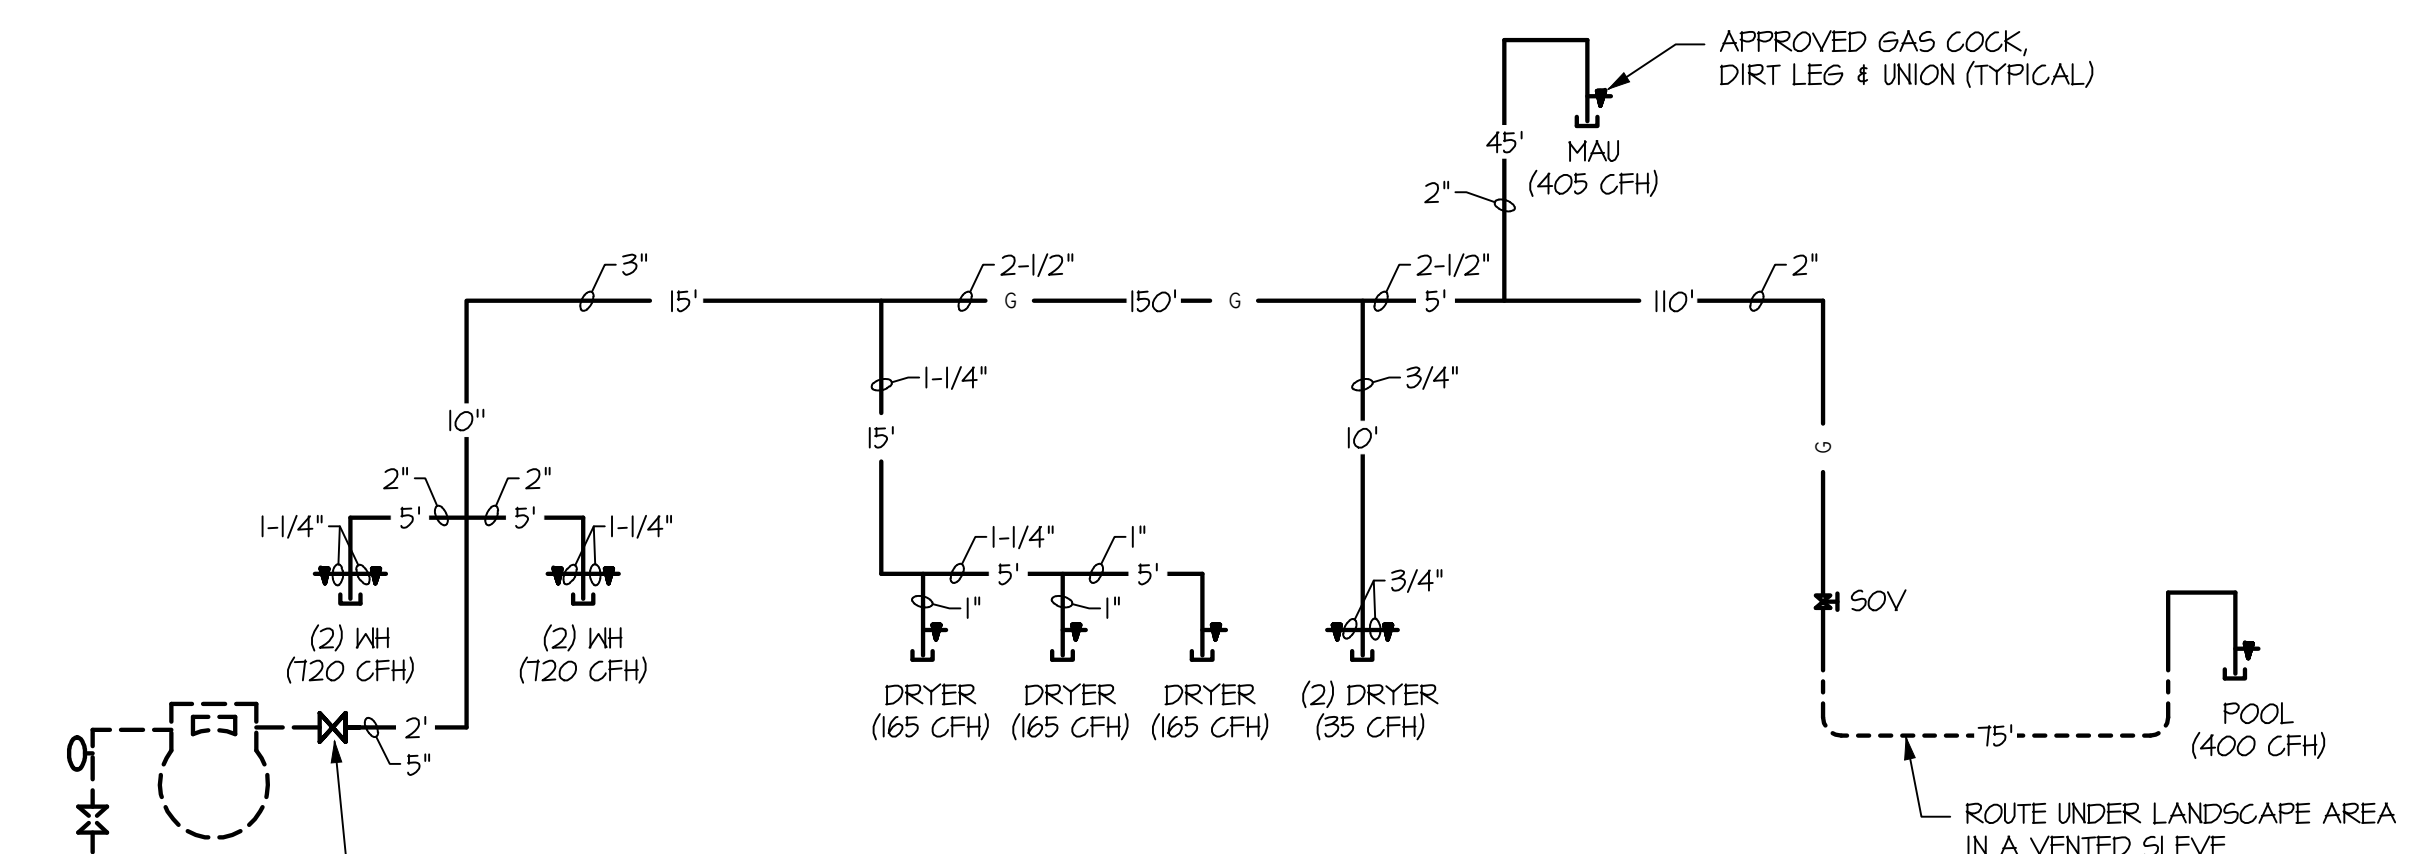 APPROVED GAS COCK,
DIRT LEG & UNION (TYPICAL)
45'
MAU
(405 CFH)
2"
3"
15'
2-1/2"
G
150'
G
2-1/2"
5'
110'
2"
1-1/4"
15'
3/4"
10'
G
10"
2"
2"
5'
5'
1-1/4"
1-1/4"
(2) WH
(720 CFH)
(2) WH
(720 CFH)
1-1/4"
5'
1"
5'
1"
1"
DRYER
(165 CFH)
DRYER
(165 CFH)
DRYER
(165 CFH)
3/4"
(2) DRYER
(35 CFH)
SOV
75'
POOL
(400 CFH)
2'
5"
ROUTE UNDER LANDSCAPE AREA
IN A VENTED SLEVE